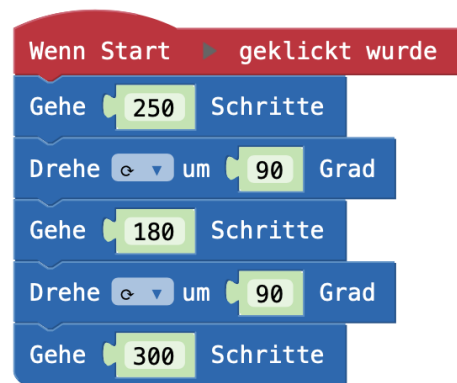 Wenn Start ▶ geklickt wurde
Gehe 250 Schritte
Drehe ⟳ ▼ um 90 Grad
Gehe 180 Schritte
Drehe ⟳ ▼ um 90 Grad
Gehe 300 Schritte